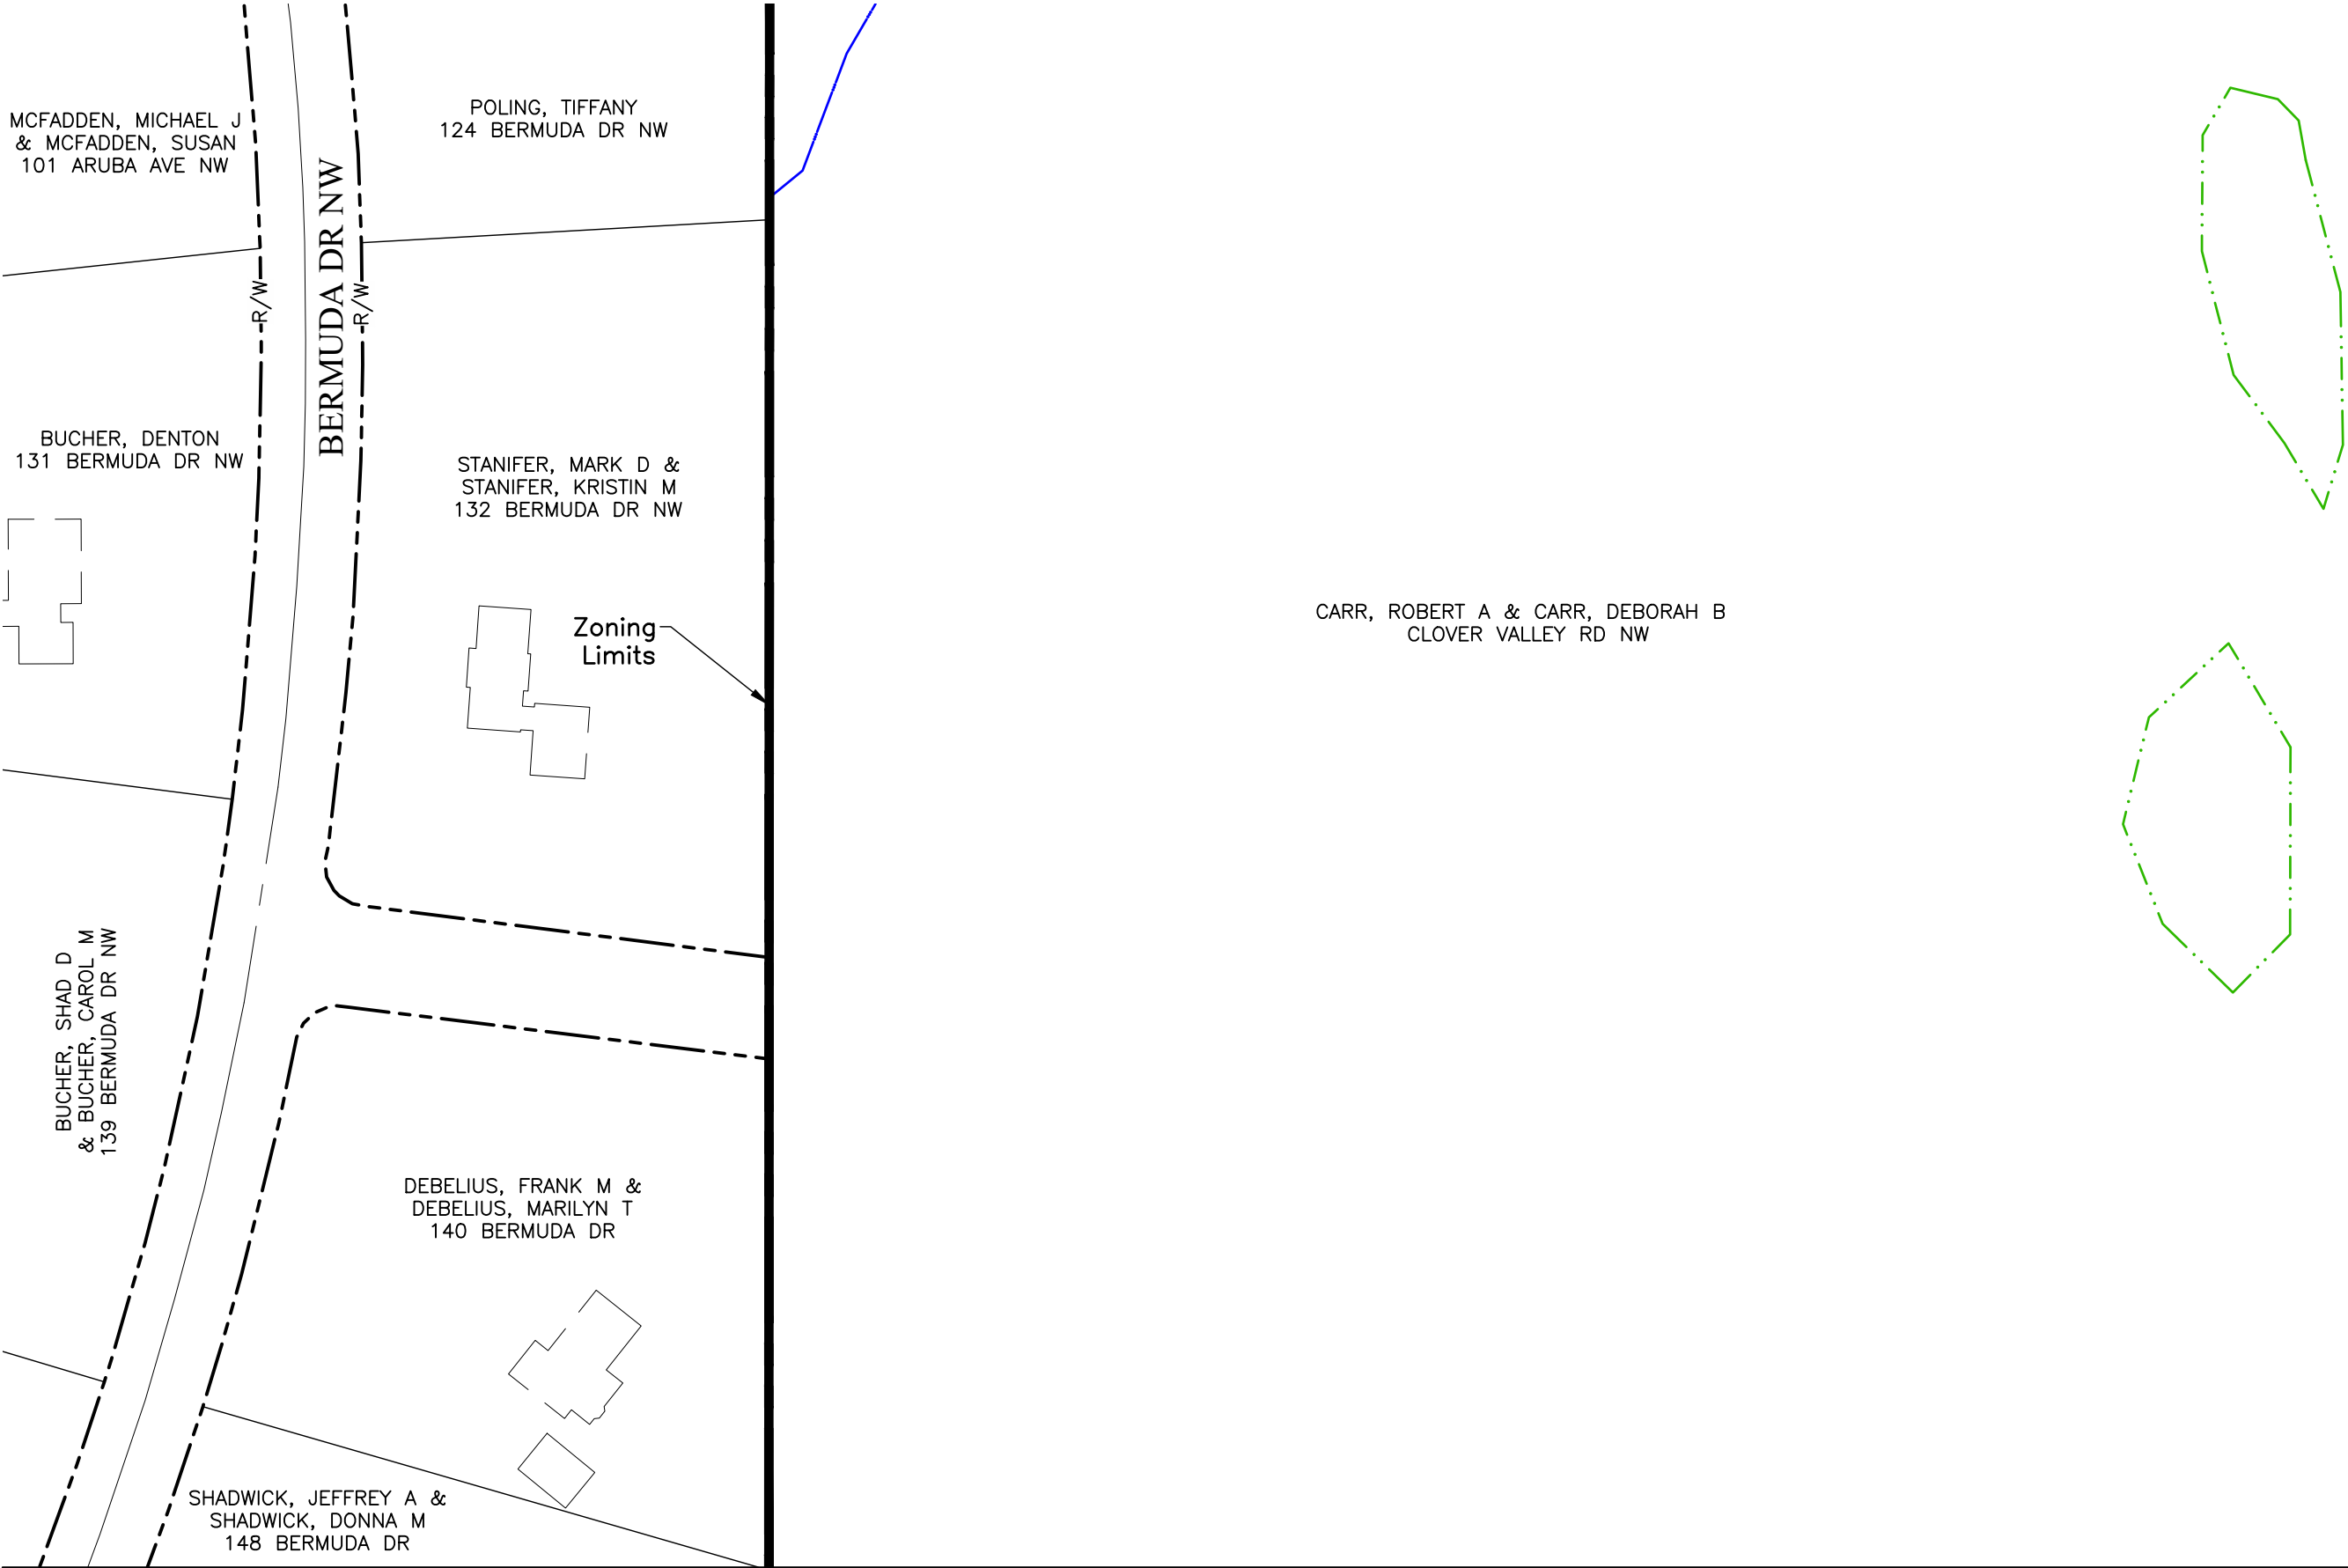 MCFADDEN, MICHAEL J
& MCFADDEN, SUSAN
101 ARUBA AVE NW
POLING, TIFFANY
124 BERMUDA DR NW
BERMUDA DR NW
R/W
R/W
BUCHER, DENTON
131 BERMUDA DR NW
STANIFER, MARK D &
STANIFER, KRISTIN M
132 BERMUDA DR NW
Zoning
Limits
CARR, ROBERT A & CARR, DEBORAH B
CLOVER VALLEY RD NW
BUCHER, SHAD D
& BUCHER, CAROL M
139 BERMUDA DR NW
DEBELIUS, FRANK M &
DEBELIUS, MARILYN T
140 BERMUDA DR
SHADWICK, JEFFREY A &
SHADWICK, DONNA M
148 BERMUDA DR